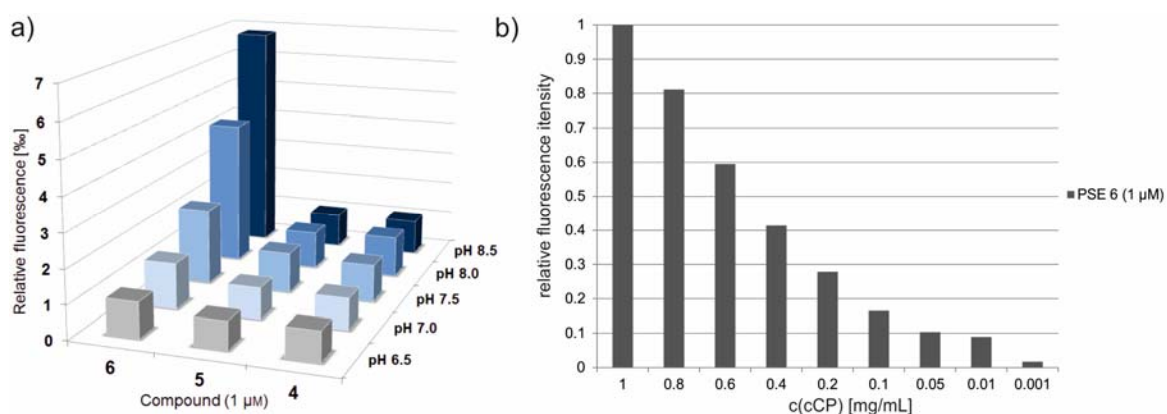 a)
Relative fluorescence [‰]
7
6
5
4
3
2
1
0
6
5
4
Compound (1 µM)
pH 8.5
pH 8.0
pH 7.5
pH 7.0
pH 6.5
b)
relative fluorescence itensity
1
0.9
0.8
0.7
0.6
0.5
0.4
0.3
0.2
0.1
0
1 0.8 0.6 0.4 0.2 0.1 0.05 0.01 0.001
c(cCP) [mg/mL]
PSE 6 (1 µM)